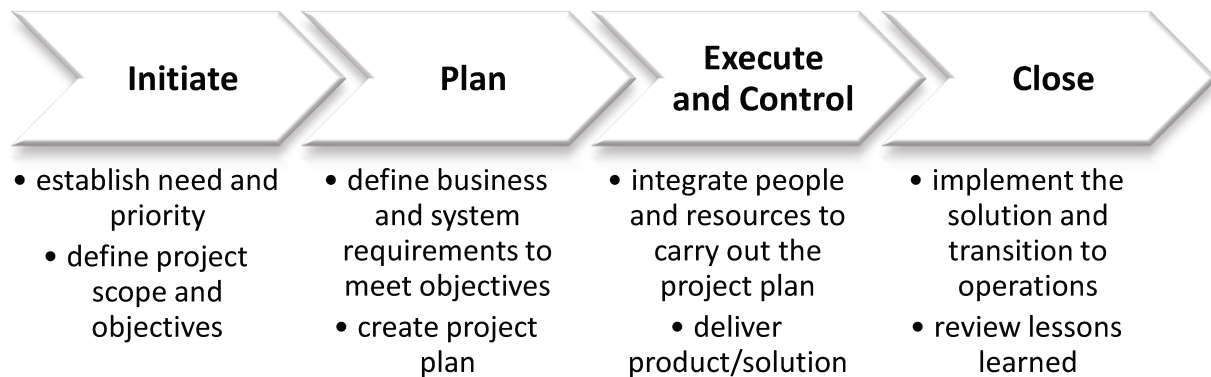 Initiate
• establish need and
priority
• define project
scope and
objectives
Plan
• define business
and system
requirements to
meet objectives
• create project
plan
Execute
and Control
• integrate people
and resources to
carry out the
project plan
• deliver
product/solution
Close
• implement the
solution and
transition to
operations
• review lessons
learned